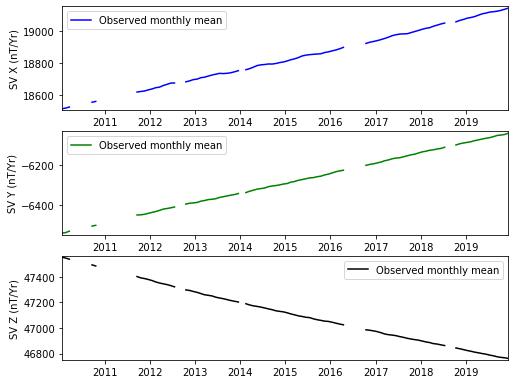 SV X (nT/Yr)
19000
18800
18600
Observed monthly mean
2011 2012 2013 2014 2015 2016 2017 2018 2019
SV Y (nT/Yr)
−6200
−6400
Observed monthly mean
2011 2012 2013 2014 2015 2016 2017 2018 2019
SV Z (nT/Yr)
47400
47200
47000
46800
Observed monthly mean
2011 2012 2013 2014 2015 2016 2017 2018 2019